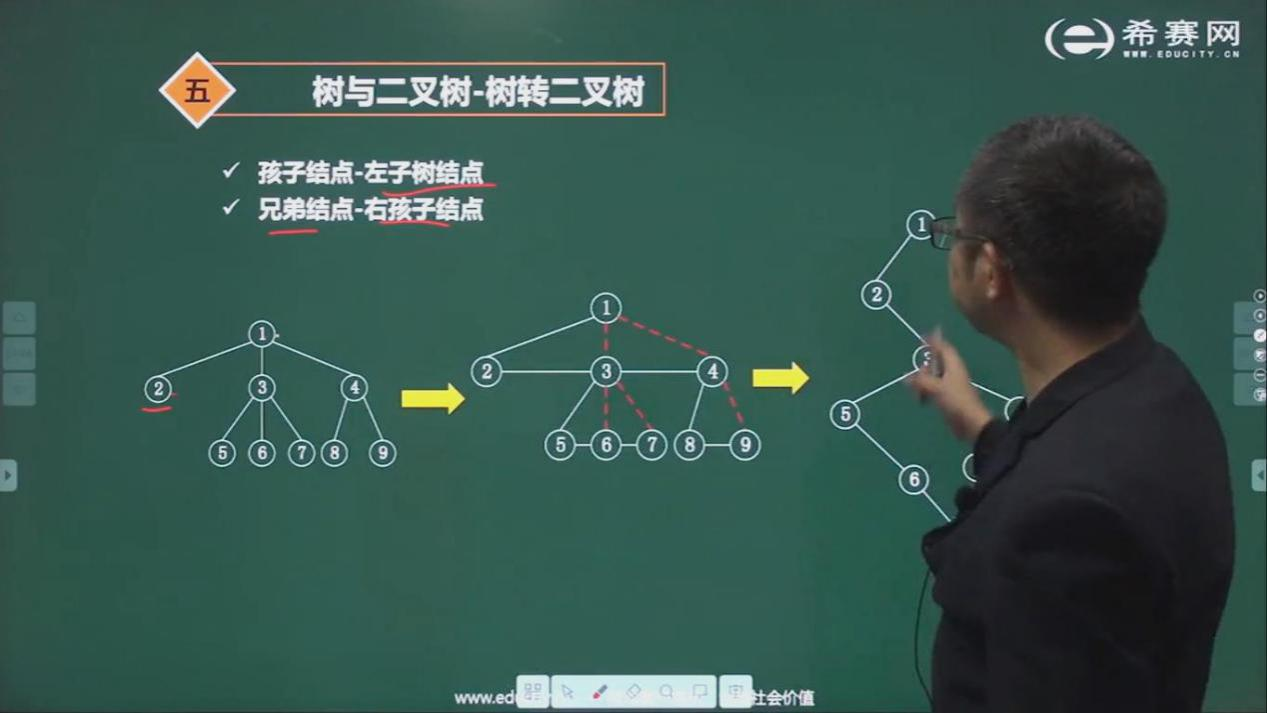 希赛网
WWW.EDUCITY.CN
五
树与二叉树-树转二叉树
✓ 孩子结点-左子树结点
✓ 兄弟结点-右孩子结点
1
2 3 4
5 6 7 8 9
1
2 3 4
5 6 7 8 9
1
2
3
5
6
www.edu
社会价值